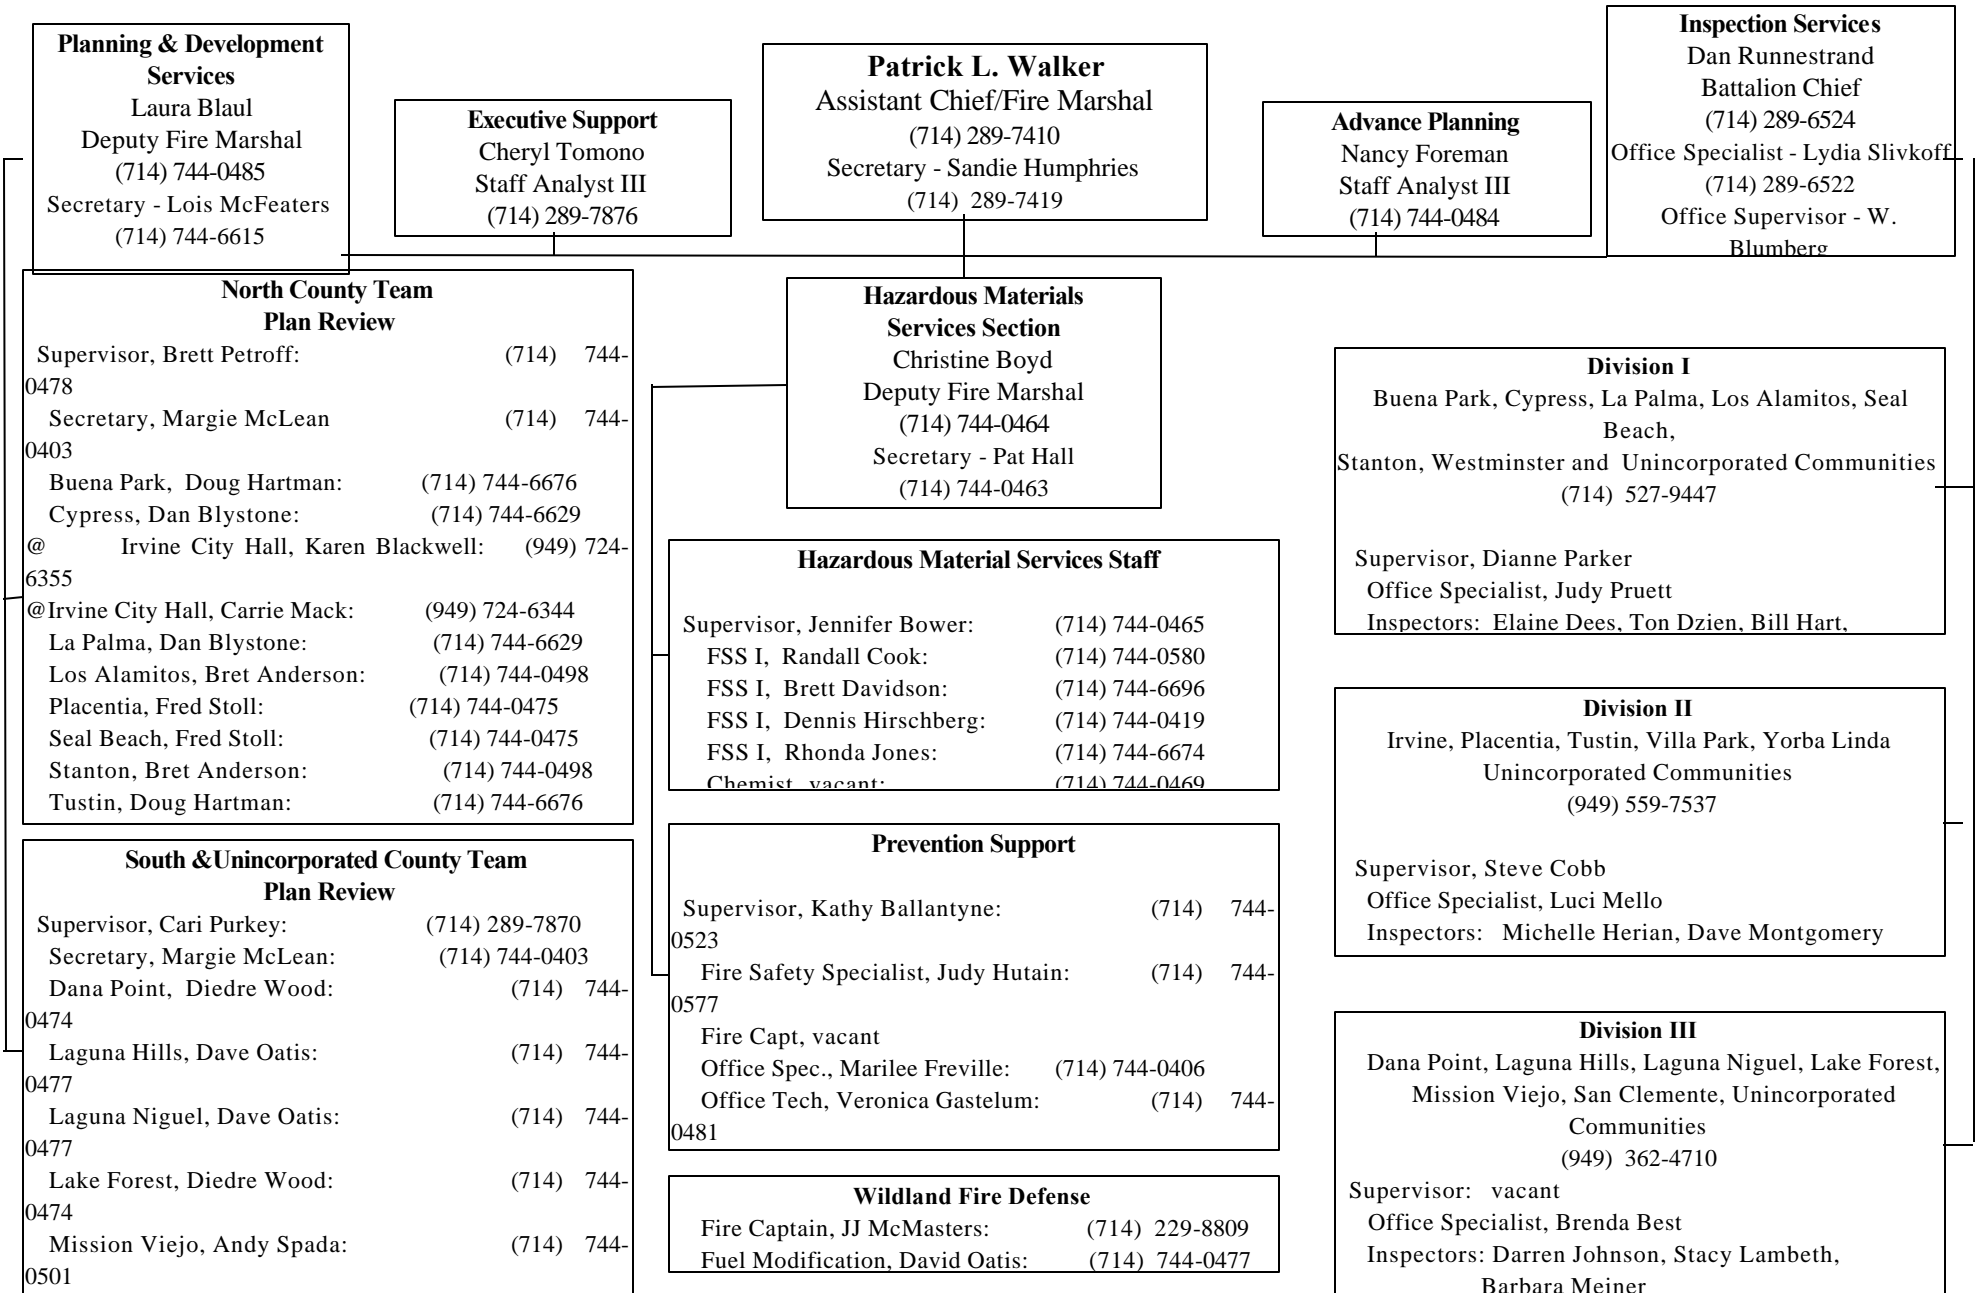 Planning & Development
Services
Laura Blaul
Deputy Fire Marshal
(714) 744-0485
Secretary - Lois McFeaters
(714) 744-6615
Executive Support
Cheryl Tomono
Staff Analyst III
(714) 289-7876
Patrick L. Walker
Assistant Chief/Fire Marshal
(714) 289-7410
Secretary - Sandie Humphries
(714) 289-7419
Advance Planning
Nancy Foreman
Staff Analyst III
(714) 744-0484
Inspection Services
Dan Runnestrand
Battalion Chief
(714) 289-6524
Office Specialist - Lydia Slivkoff
(714) 289-6522
Office Supervisor - W.
Blumberg
North County Team
Plan Review
Supervisor, Brett Petroff: (714) 744-
0478
Secretary, Margie McLean (714) 744-
0403
Buena Park, Doug Hartman: (714) 744-6676
Cypress, Dan Blystone: (714) 744-6629
@ Irvine City Hall, Karen Blackwell: (949) 724-
6355
@Irvine City Hall, Carrie Mack: (949) 724-6344
La Palma, Dan Blystone: (714) 744-6629
Los Alamitos, Bret Anderson: (714) 744-0498
Placentia, Fred Stoll: (714) 744-0475
Seal Beach, Fred Stoll: (714) 744-0475
Stanton, Bret Anderson: (714) 744-0498
Tustin, Doug Hartman: (714) 744-6676
South &Unincorporated County Team
Plan Review
Supervisor, Cari Purkey: (714) 289-7870
Secretary, Margie McLean: (714) 744-0403
Dana Point, Diedre Wood: (714) 744-
0474
Laguna Hills, Dave Oatis: (714) 744-
0477
Laguna Niguel, Dave Oatis: (714) 744-
0477
Lake Forest, Diedre Wood: (714) 744-
0474
Mission Viejo, Andy Spada: (714) 744-
0501
Hazardous Materials
Services Section
Christine Boyd
Deputy Fire Marshal
(714) 744-0464
Secretary - Pat Hall
(714) 744-0463
Hazardous Material Services Staff
Supervisor, Jennifer Bower: (714) 744-0465
FSS I, Randall Cook: (714) 744-0580
FSS I, Brett Davidson: (714) 744-6696
FSS I, Dennis Hirschberg: (714) 744-0419
FSS I, Rhonda Jones: (714) 744-6674
Chemist, vacant: (714) 744-0469
Prevention Support
Supervisor, Kathy Ballantyne: (714) 744-
0523
Fire Safety Specialist, Judy Hutain: (714) 744-
0577
Fire Capt, vacant
Office Spec., Marilee Freville: (714) 744-0406
Office Tech, Veronica Gastelum: (714) 744-
0481
Wildland Fire Defense
Fire Captain, JJ McMasters: (714) 229-8809
Fuel Modification, David Oatis: (714) 744-0477
Division I
Buena Park, Cypress, La Palma, Los Alamitos, Seal
Beach,
Stanton, Westminster and Unincorporated Communities
(714) 527-9447
Supervisor, Dianne Parker
Office Specialist, Judy Pruett
Inspectors: Elaine Dees, Ton Dzien, Bill Hart,
Division II
Irvine, Placentia, Tustin, Villa Park, Yorba Linda
Unincorporated Communities
(949) 559-7537
Supervisor, Steve Cobb
Office Specialist, Luci Mello
Inspectors: Michelle Herian, Dave Montgomery
Division III
Dana Point, Laguna Hills, Laguna Niguel, Lake Forest,
Mission Viejo, San Clemente, Unincorporated
Communities
(949) 362-4710
Supervisor: vacant
Office Specialist, Brenda Best
Inspectors: Darren Johnson, Stacy Lambeth,
Barbara Meiner